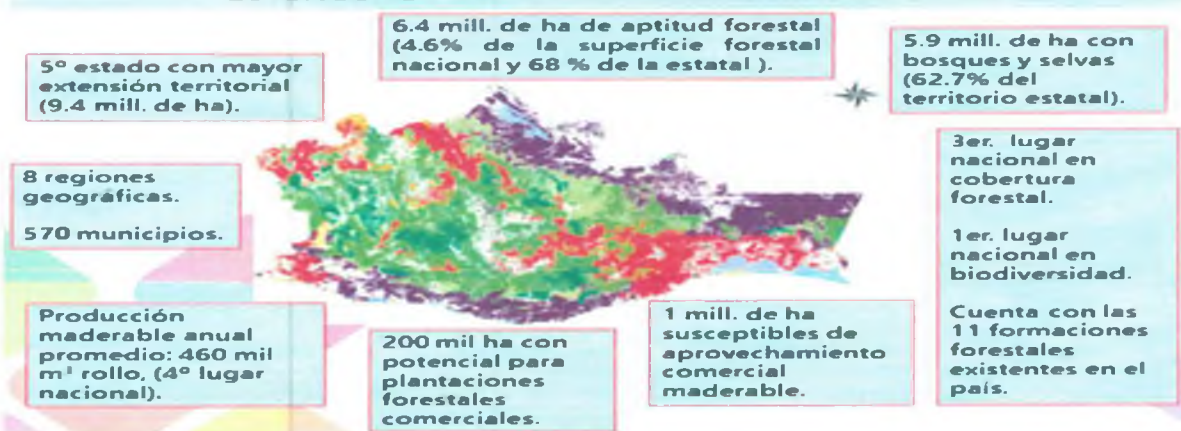 6.4 mill. de ha de aptitud forestal
(4.6% de la superficie forestal
nacional y 68 % de la estatal ).
5º estado con mayor
extensión territorial
(9.4 mill. de ha).
5.9 mill. de ha con
bosques y selvas
(62.7% del
territorio estatal).
8 regiones
geográficas.
570 municipios.
3er. lugar
nacional en
cobertura
forestal.
1er. lugar
nacional en
biodiversidad.
Cuenta con las
11 formaciones
forestales
existentes en el
país.
Producción
maderable anual
promedio: 460 mil
m³ rollo, (4º lugar
nacional).
200 mil ha con
potencial para
plantaciones
forestales
comerciales.
1 mill. de ha
susceptibles de
aprovechamiento
comercial
maderable.